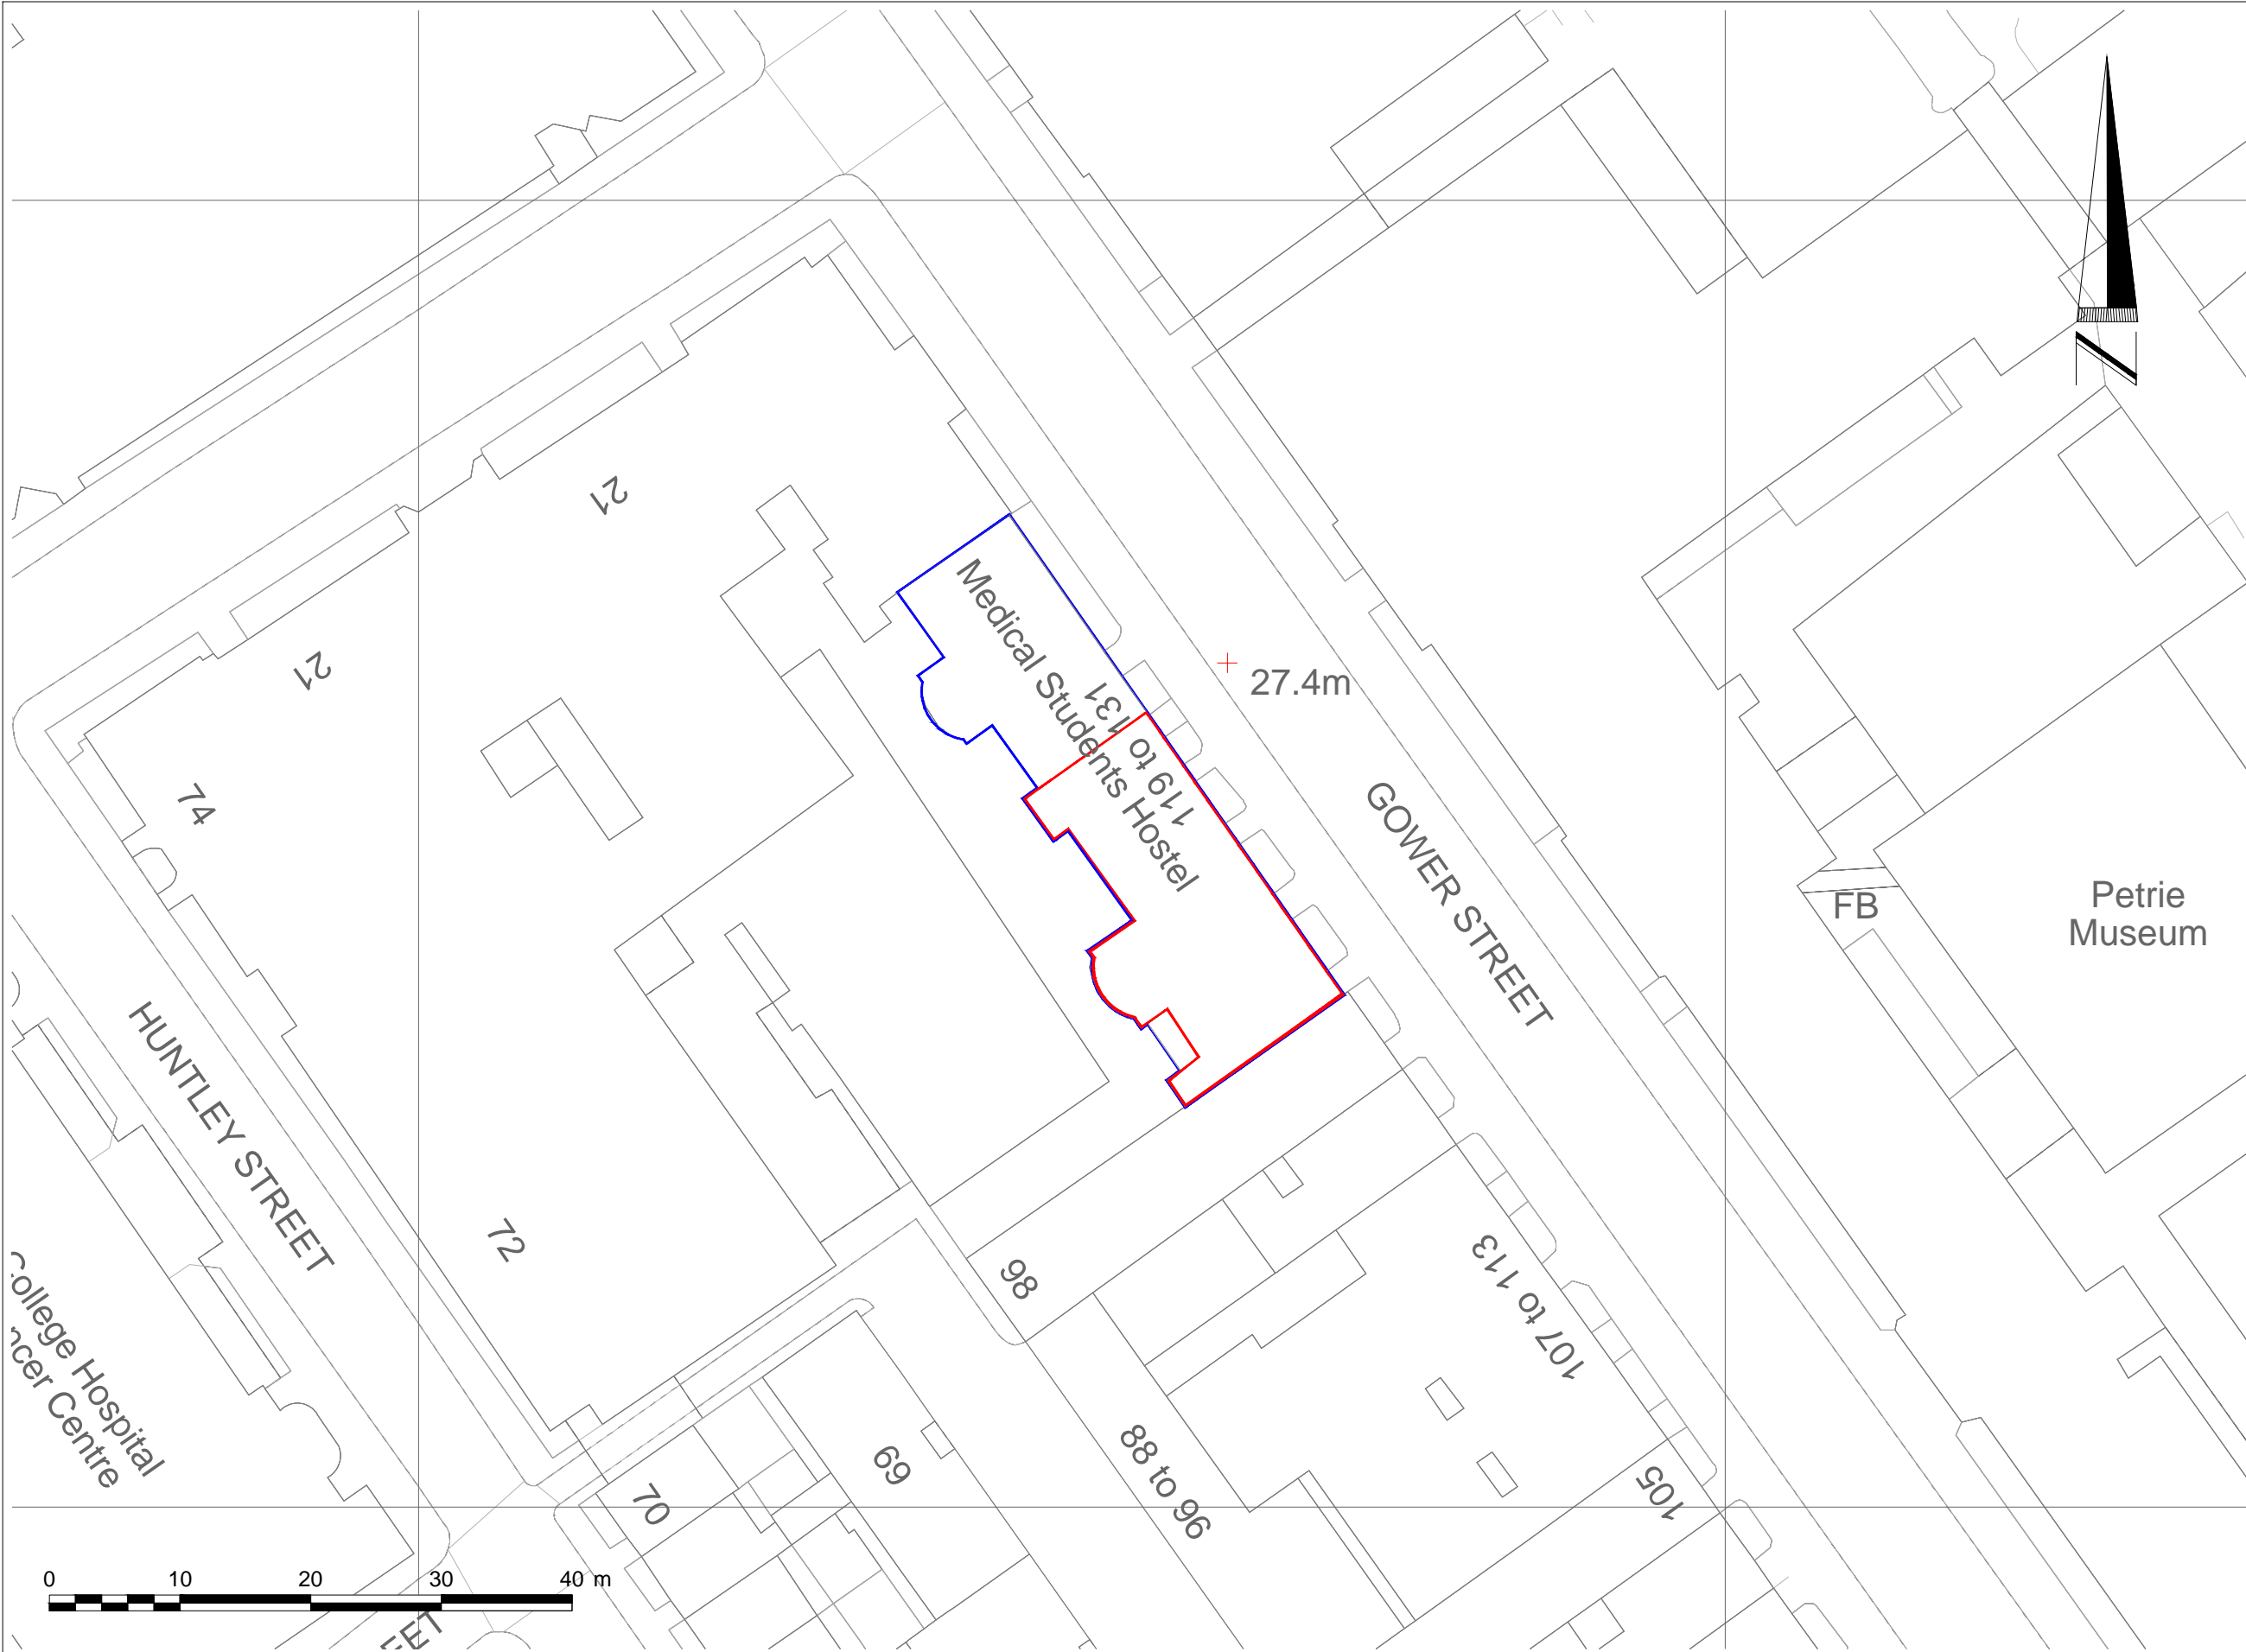 21
21
Medical Students Hostel
119 to 131
27.4m
GOWER STREET
74
FB
Petrie
Museum
HUNTLEY STREET
72
98
College Hospital
ncer Centre
107 to 113
69
88 to 96
70
105
0 10 20 30 40 m
N